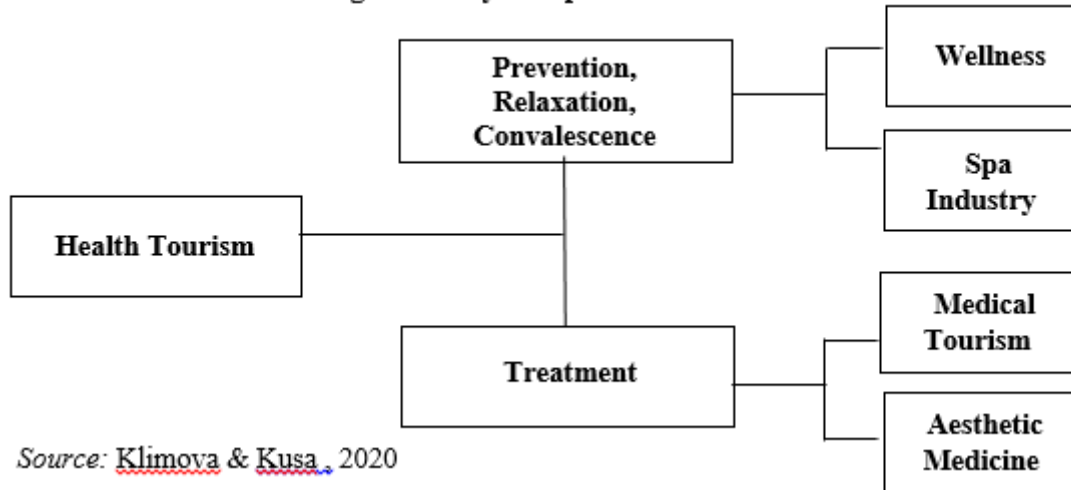 Prevention,
Relaxation,
Convalescence
Wellness
Spa
Industry
Health Tourism
Medical
Tourism
Treatment
Aesthetic
Medicine
Source: Klimova & Kusa , 2020